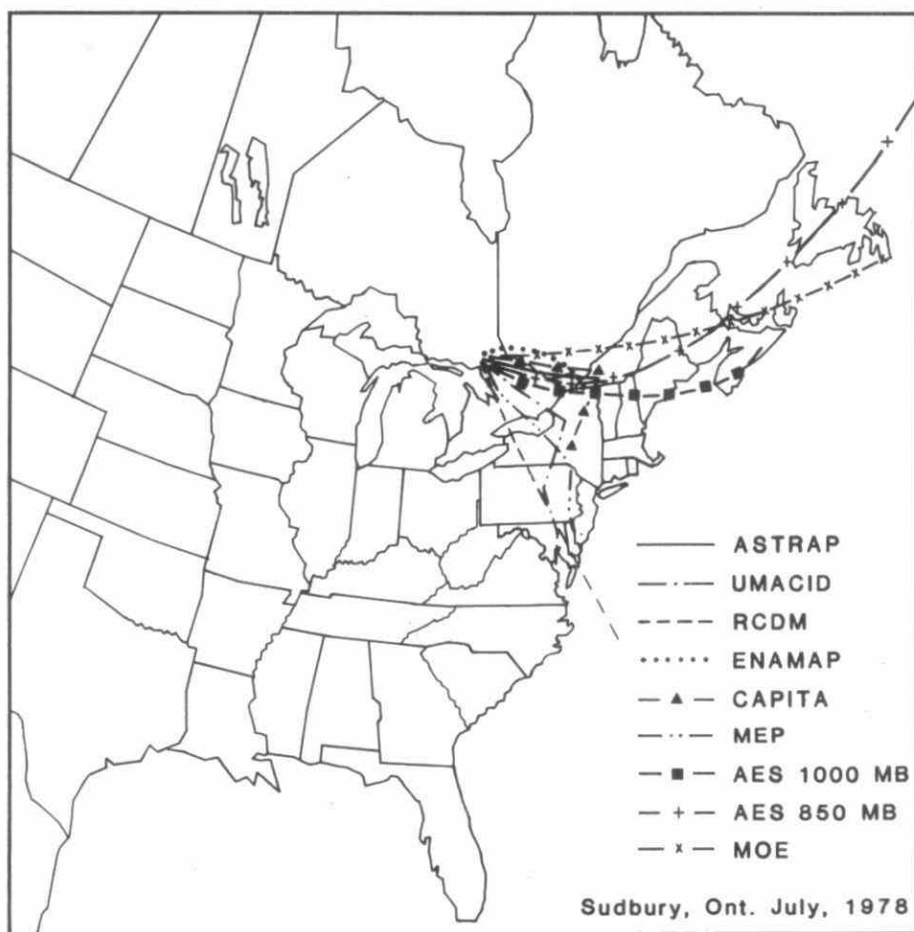 ASTRAP
UMACID
RCDM
ENAMAP
CAPITA
MEP
AES 1000 MB
AES 850 MB
MOE
Sudbury, Ont. July, 1978